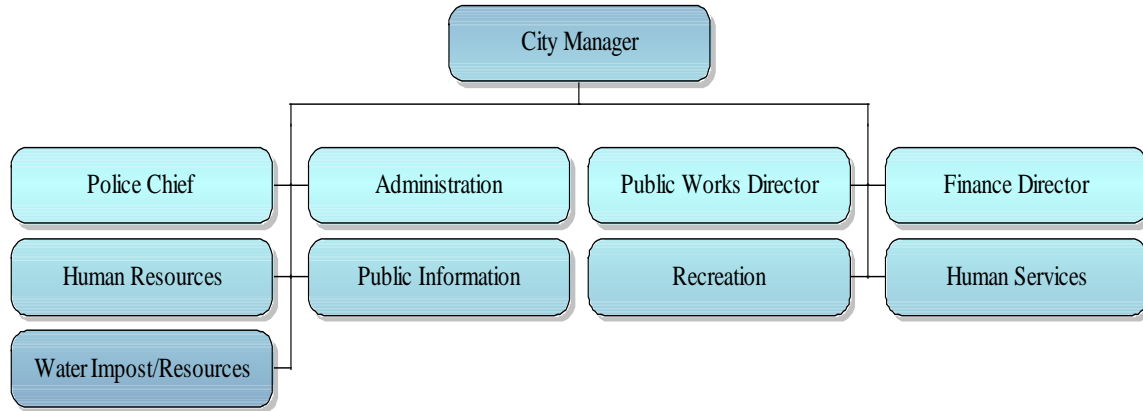 City Manager
Police Chief
Administration
Public Works Director
Finance Director
Human Resources
Public Information
Recreation
Human Services
Water Impost/Resources